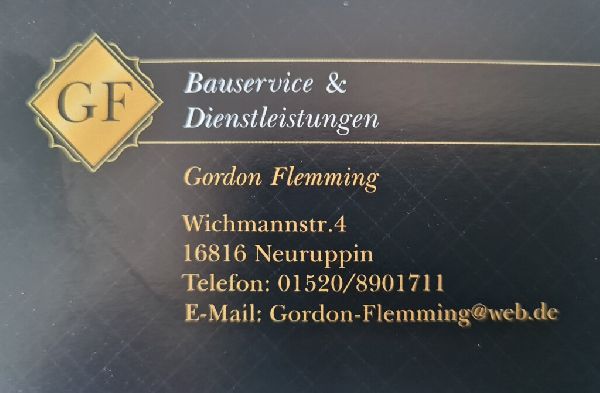 GF
Bauservice &
Dienstleistungen
Gordon Flemming
Wichmannstr.4
16816 Neuruppin
Telefon: 01520/8901711
E-Mail: Gordon-Flemming@web.de